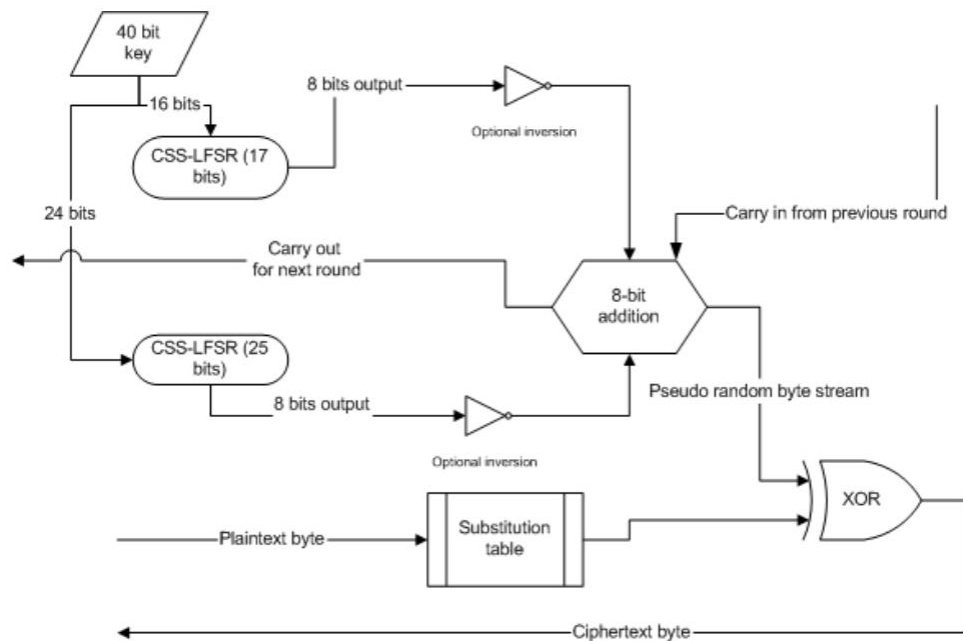 40 bit
key
16 bits
8 bits output
Optional inversion
CSS-LFSR (17
bits)
24 bits
Carry in from previous round
Carry out
for next round
8-bit
addition
CSS-LFSR (25
bits)
8 bits output
Optional inversion
Pseudo random byte stream
XOR
Plaintext byte
Substitution
table
Ciphertext byte